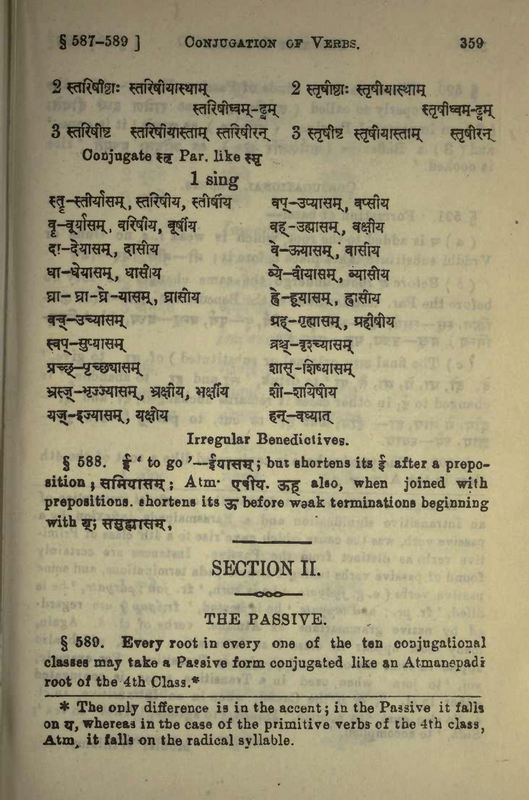 § 587-589 ] CONJUGATION OF VERBS. 359
2 स्तरिषीष्ठाः स्तरिषीयास्थाम् 2 स्तृषीष्ठाः स्तृषीयास्थाम्
स्तरिषीध्वम्-ढ्वम् स्तृषीध्वम्-ढ्वम्
3 स्तरिषीष्ट स्तरिषीयास्ताम् स्तरिषीरन् 3 स्तृषीष्ट स्तृषीयास्ताम् स्तृषीरन्
Conjugate स्तृ Par. like स्मृ
1 sing
स्तॄ-स्तीर्यासम्, स्तरिषीय, स्तीर्षीय वप्-उप्यासम्, वप्सीय
वॄ-वूर्यासम्, वरिषीय, वूर्षीय वह्-उह्यासम्, वक्षीय
दा-देयासम्, दासीय वे-ऊयासम्, वासीय
धा-धेयासम्, धासीय व्ये-वीयासम्, व्यासीय
घ्रा- घ्रा-घ्रे-यासम्, घ्रासीय ह्वे-हूयासम्, ह्वासीय
वच्-उच्यासम् ग्रह्-गृह्यासम्, ग्रहीषीय
स्वप्-सुप्यासम् व्रश्च्-वृश्च्यासम्
प्रच्छ्-पृच्छ्यासम् शास्-शिष्यासम्
भ्रस्ज्-भृज्ज्यासम्, भ्रक्षीय, भर्क्षीय शी-शयिषीय
यज्-इज्यासम्, यक्षीय हन्-वध्यात्
Irregular Benedictives.
§ 588. ई ‘ to go ’—ईयासम्; but shortens its ई after a prepo-
sition; समियासम्; Atm. एषीय. ऊह् also, when joined with
prepositions. shortens its ऊ before weak terminations beginning
with य्; समुह्यासम्.
SECTION II.
THE PASSIVE.
§ 589. Every root in every one of the ten conjugational
classes may take a Passive form conjugated like an Atmanepadi
root of the 4th Class.*
* The only difference is in the accent; in the Passive it falls
on य, whereas in the case of the primitive verbs of the 4th class,
Atm. it falls on the radical syllable.